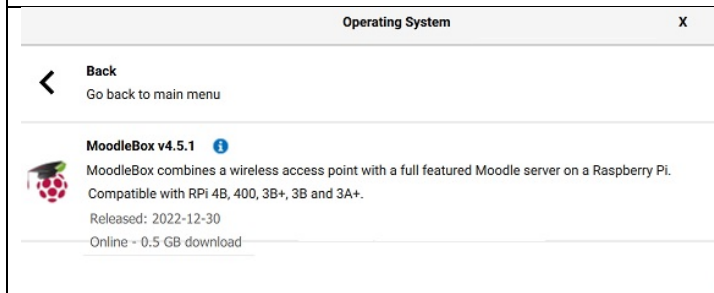 Operating System X
Back
Go back to main menu
MoodleBox v4.5.1 i
MoodleBox combines a wireless access point with a full featured Moodle server on a Raspberry Pi.
Compatible with RPi 4B, 400, 3B+, 3B and 3A+.
Released: 2022-12-30
Online - 0.5 GB download